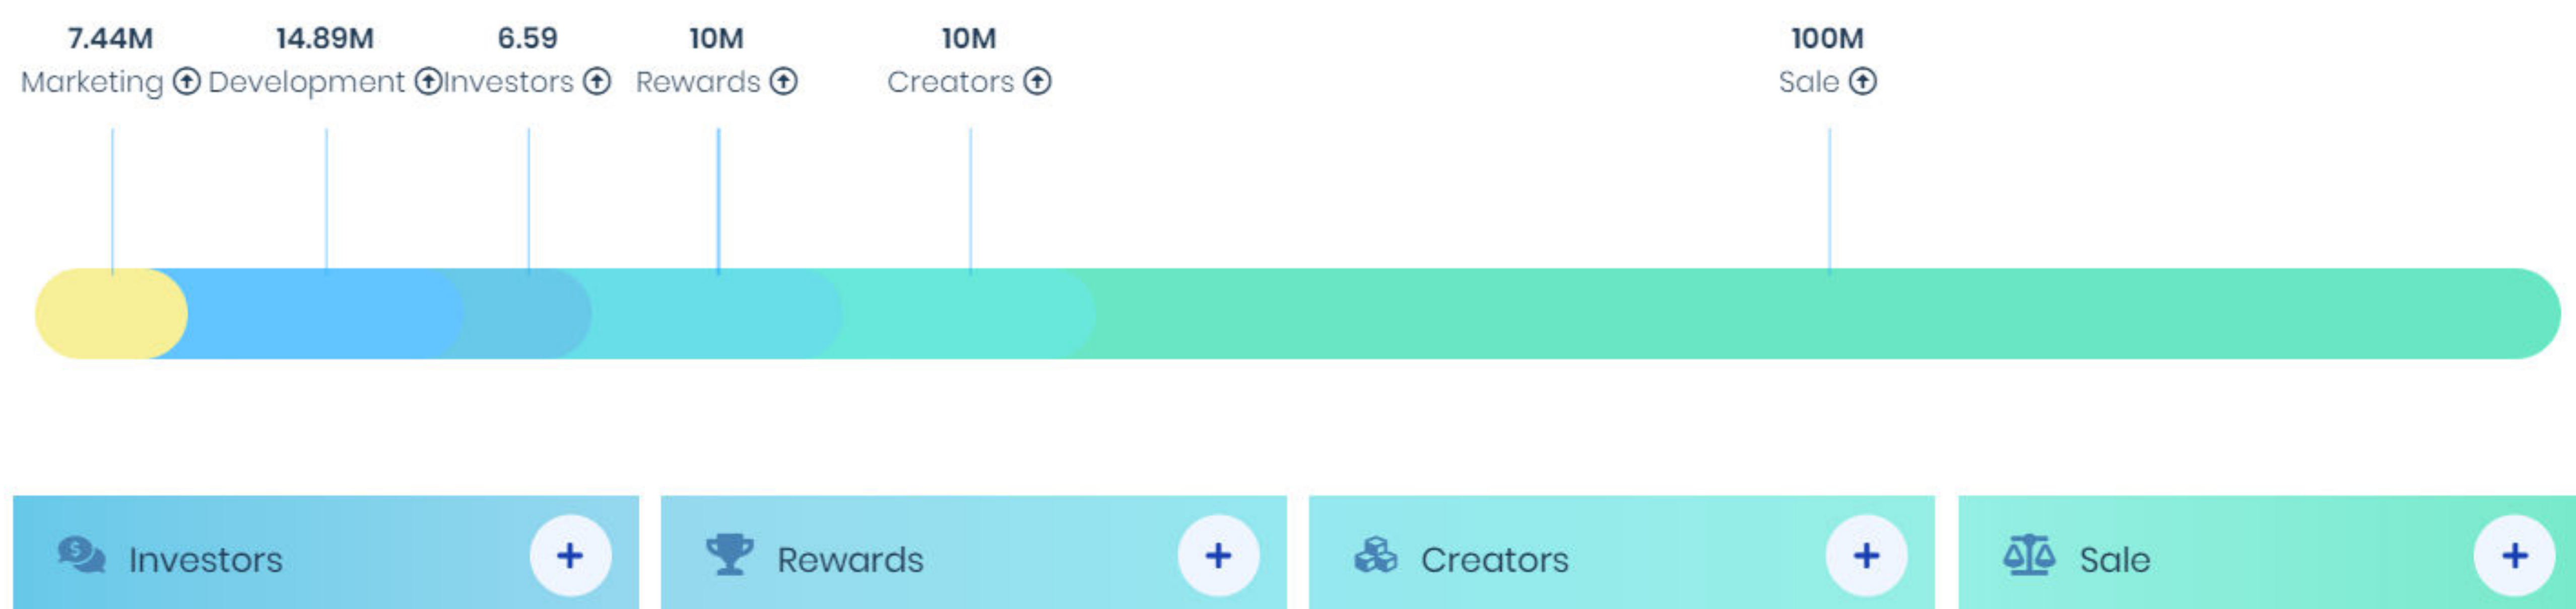 7.44M 14.89M 6.59 10M 10M 100M
Marketing Development Investors Rewards Creators Sale
Investors Rewards Creators Sale